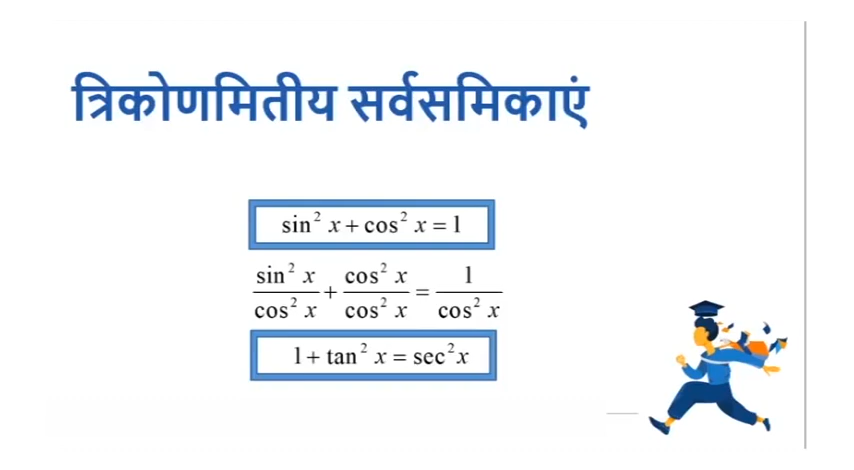 त्रिकोणमितीय सर्वसमिकाएं
sin² x + cos² x = 1
sin² x / cos² x + cos² x / cos² x = 1 / cos² x
1 + tan² x = sec² x